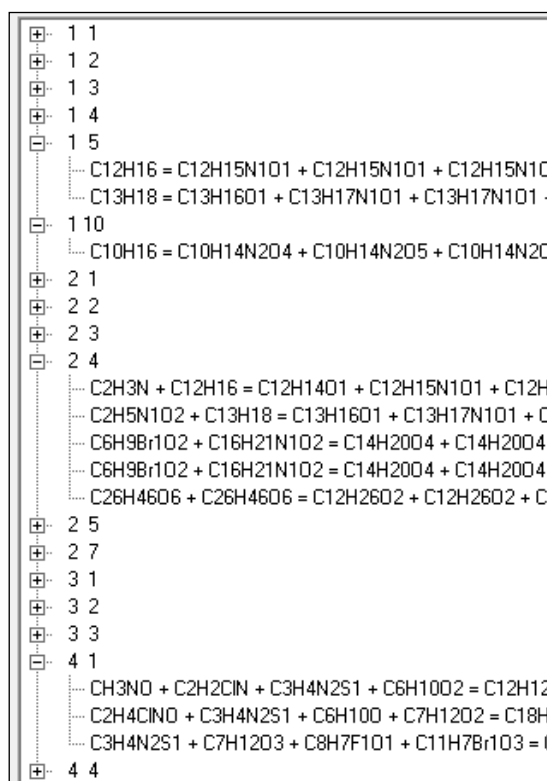 1 1
1 2
1 3
1 4
1 5
C12H16 = C12H15N1O1 + C12H15N1O1 + C12H15N1O
C13H18 = C13H16O1 + C13H17N1O1 + C13H17N1O1 +
1 10
C10H16 = C10H14N2O4 + C10H14N2O5 + C10H14N2O
2 1
2 2
2 3
2 4
C2H3N + C12H16 = C12H14O1 + C12H15N1O1 + C12H
C2H5N1O2 + C13H18 = C13H16O1 + C13H17N1O1 + C
C6H9Br1O2 + C16H21N1O2 = C14H20O4 + C14H20O4
C6H9Br1O2 + C16H21N1O2 = C14H20O4 + C14H20O4
C26H46O6 + C26H46O6 = C12H26O2 + C12H26O2 + C
2 5
2 7
3 1
3 2
3 3
4 1
CH3NO + C2H2ClN + C3H4N2S1 + C6H10O2 = C12H12
C2H4ClNO + C3H4N2S1 + C6H10O + C7H12O2 = C18H
C3H4N2S1 + C7H12O3 + C8H7F1O1 + C11H7Br1O3 =
4 4